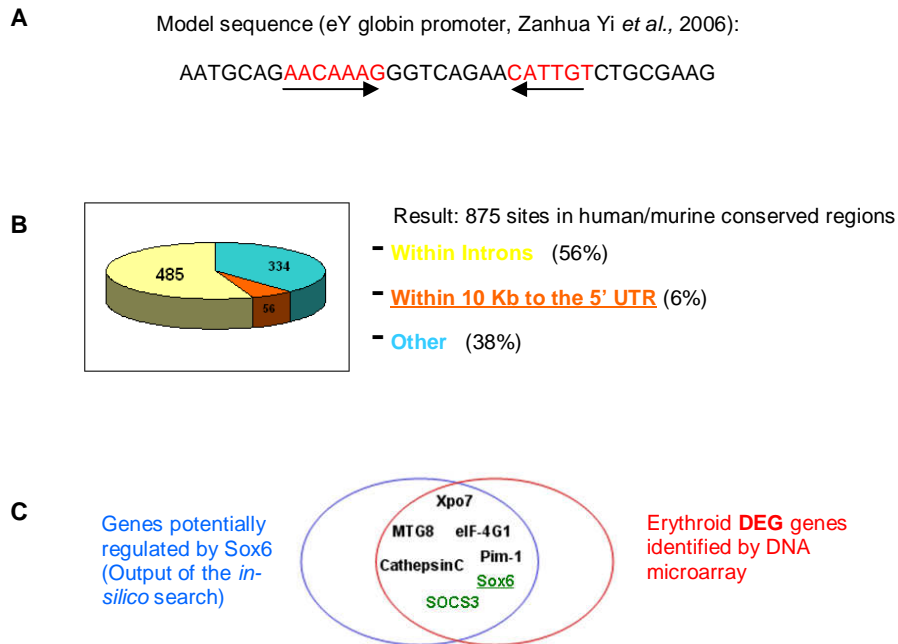 A
Model sequence (eY globin promoter, Zanhua Yi et al., 2006):
AATGCAGAACAAAGGGTCAGAACATTGTCTGCGAAG
B
485
334
56
Result: 875 sites in human/murine conserved regions
- Within Introns (56%)
- Within 10 Kb to the 5' UTR (6%)
- Other (38%)
C
Genes potentially
regulated by Sox6
(Output of the in-
silico search)
Xpo7
MTG8 eIF-4G1
CathepsinC Pim-1
Sox6
SOCS3
Erythroid DEG genes
identified by DNA
microarray